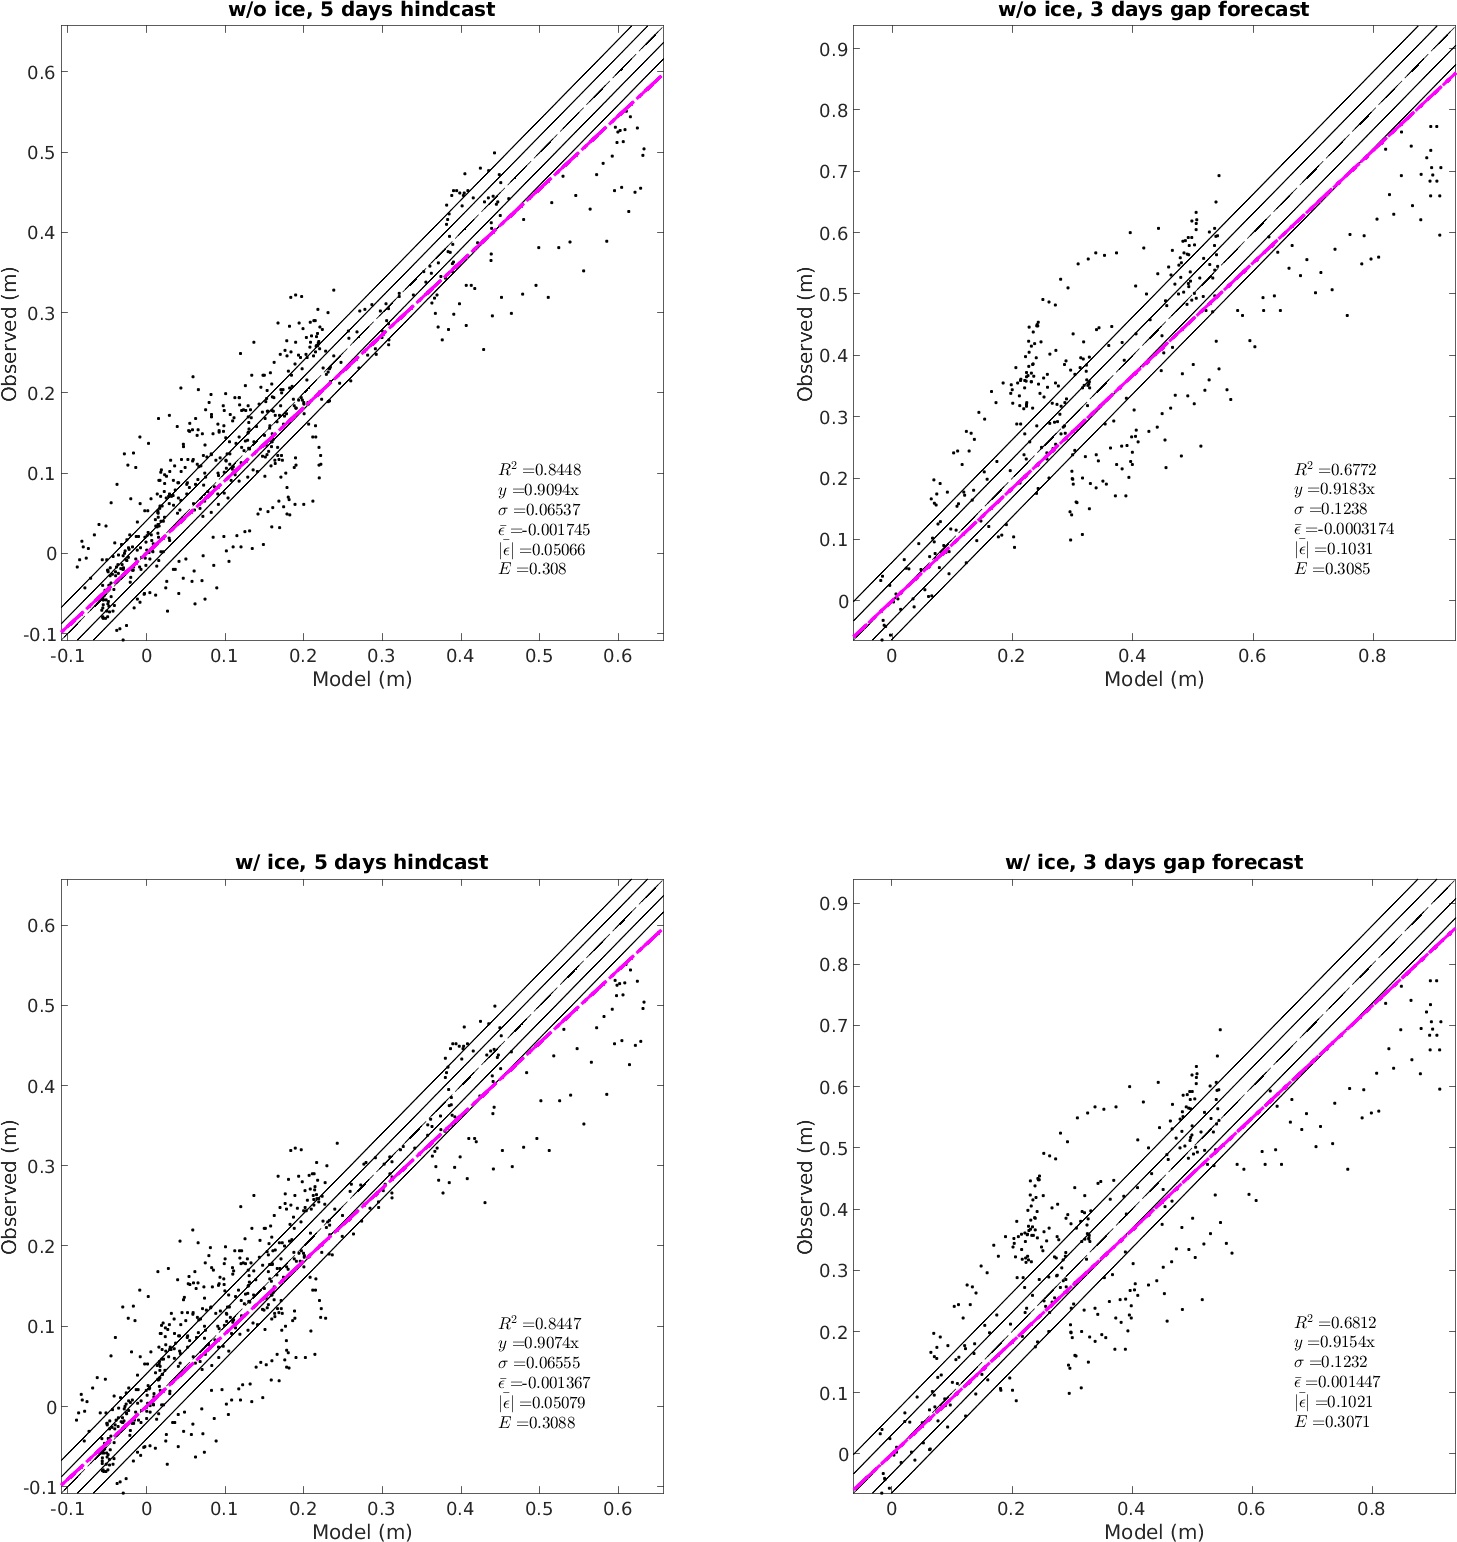 w/o ice, 5 days hindcast
0.6
0.5
0.4
0.3
0.2
0.1
0
-0.1
Observed (m)
R² =0.8448
y =0.9094x
σ =0.06537
ϵ̄ =-0.001745
|ϵ̄| =0.05066
E =0.308
-0.1 0 0.1 0.2 0.3 0.4 0.5 0.6
Model (m)
w/o ice, 3 days gap forecast
0.9
0.8
0.7
0.6
0.5
0.4
0.3
0.2
0.1
0
Observed (m)
R² =0.6772
y =0.9183x
σ =0.1238
ϵ̄ =-0.0003174
|ϵ̄| =0.1031
E =0.3085
0 0.2 0.4 0.6 0.8
Model (m)
w/ ice, 5 days hindcast
0.6
0.5
0.4
0.3
0.2
0.1
0
-0.1
Observed (m)
R² =0.8447
y =0.9074x
σ =0.06555
ϵ̄ =-0.001367
|ϵ̄| =0.05079
E =0.3088
-0.1 0 0.1 0.2 0.3 0.4 0.5 0.6
Model (m)
w/ ice, 3 days gap forecast
0.9
0.8
0.7
0.6
0.5
0.4
0.3
0.2
0.1
0
Observed (m)
R² =0.6812
y =0.9154x
σ =0.1232
ϵ̄ =0.001447
|ϵ̄| =0.1021
E =0.3071
0 0.2 0.4 0.6 0.8
Model (m)